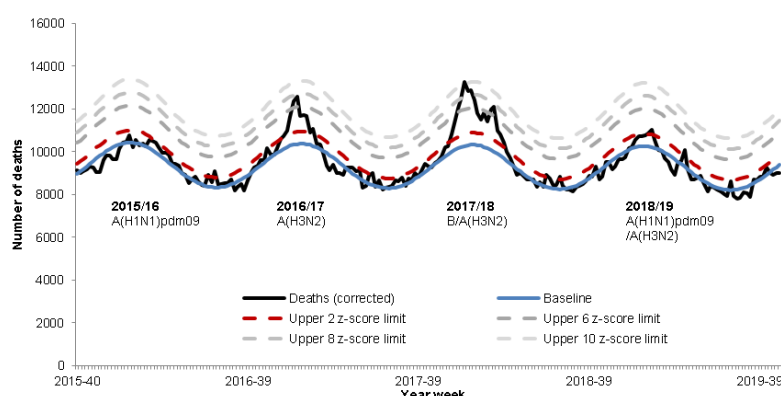 16000
14000
12000
10000
8000
6000
4000
2000
0
Number of deaths
2015/16
A(H1N1)pdm09
2016/17
A(H3N2)
2017/18
B/A(H3N2)
2018/19
A(H1N1)pdm09
/A(H3N2)
Deaths (corrected)
Baseline
Upper 2 z-score limit
Upper 6 z-score limit
Upper 8 z-score limit
Upper 10 z-score limit
2015-40
2016-39
2017-39
2018-39
2019-39
Year week